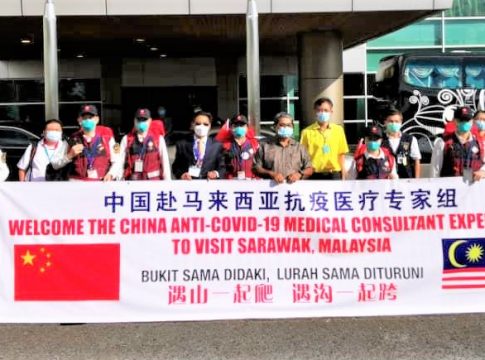 中国赴马来西亚抗疫医疗专家组
WELCOME THE CHINA ANTI-COVID-19 MEDICAL CONSULTANT EXPE
TO VISIT SARAWAK, MALAYSIA
BUKIT SAMA DIDAKI, LURAH SAMA DITURUNI
遇山一起爬 遇沟一起跨